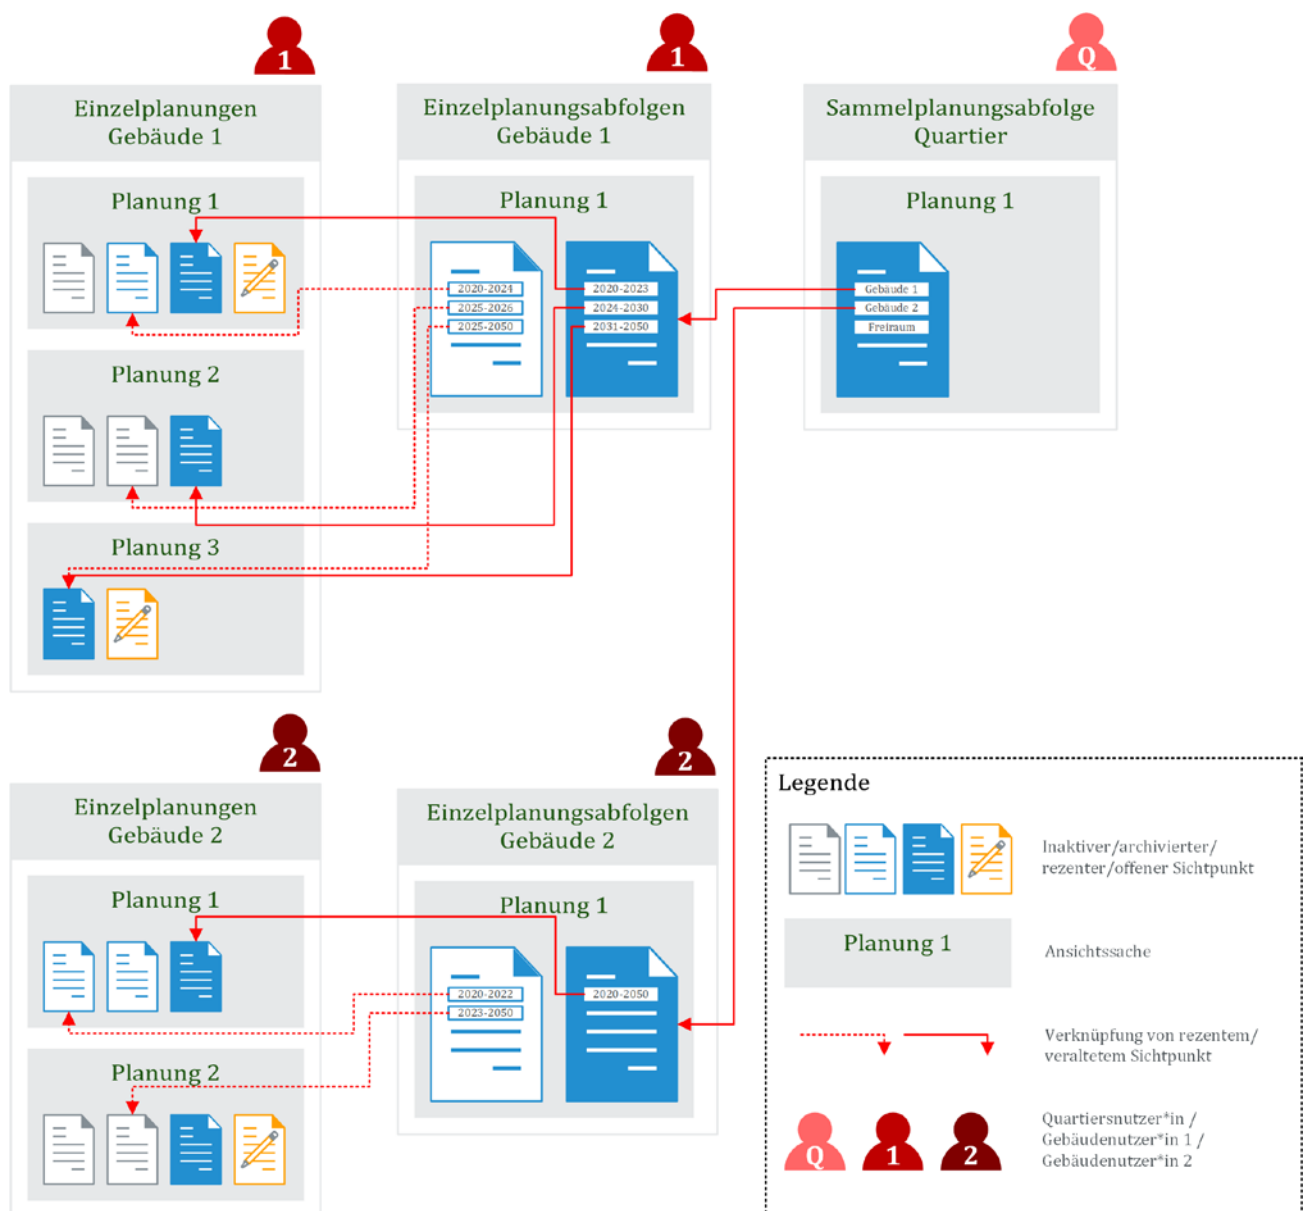 1
Einzelplanungen
Gebäude 1
Planung 1
Planung 2
Planung 3
1
Einzelplanungsabfolgen
Gebäude 1
Planung 1
2020-2024
2025-2026
2025-2050
2020-2023
2024-2030
2031-2050
Q
Sammelplanungsabfolge
Quartier
Planung 1
Gebäude 1
Gebäude 2
Freiraum
2
Einzelplanungen
Gebäude 2
Planung 1
Planung 2
2
Einzelplanungsabfolgen
Gebäude 2
Planung 1
2020-2022
2023-2050
2020-2050
Legende
Inaktiver/archivierter/
rezenter/offener Sichtpunkt
Planung 1
Ansichtssache
Verknüpfung von rezentem/
veraltetem Sichtpunkt
Q
1
2
Quartiersnutzer*in /
Gebäudenutzer*in 1 /
Gebäudenutzer*in 2